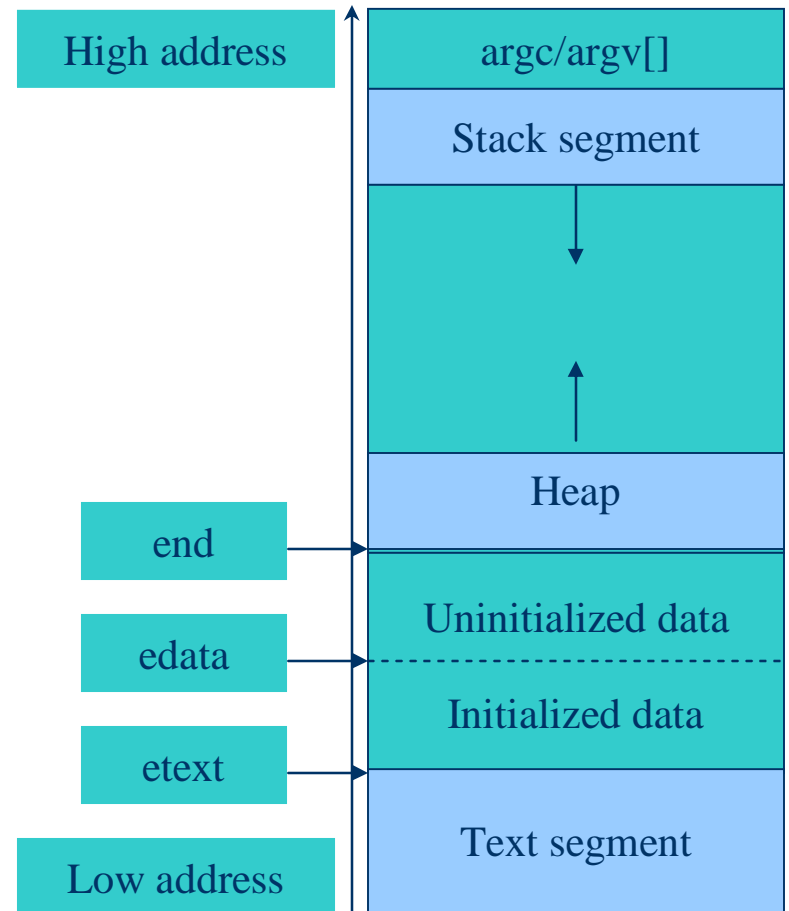 High address
argc/argv[]
Stack segment
Heap
end
Uninitialized data
edata
Initialized data
etext
Text segment
Low address